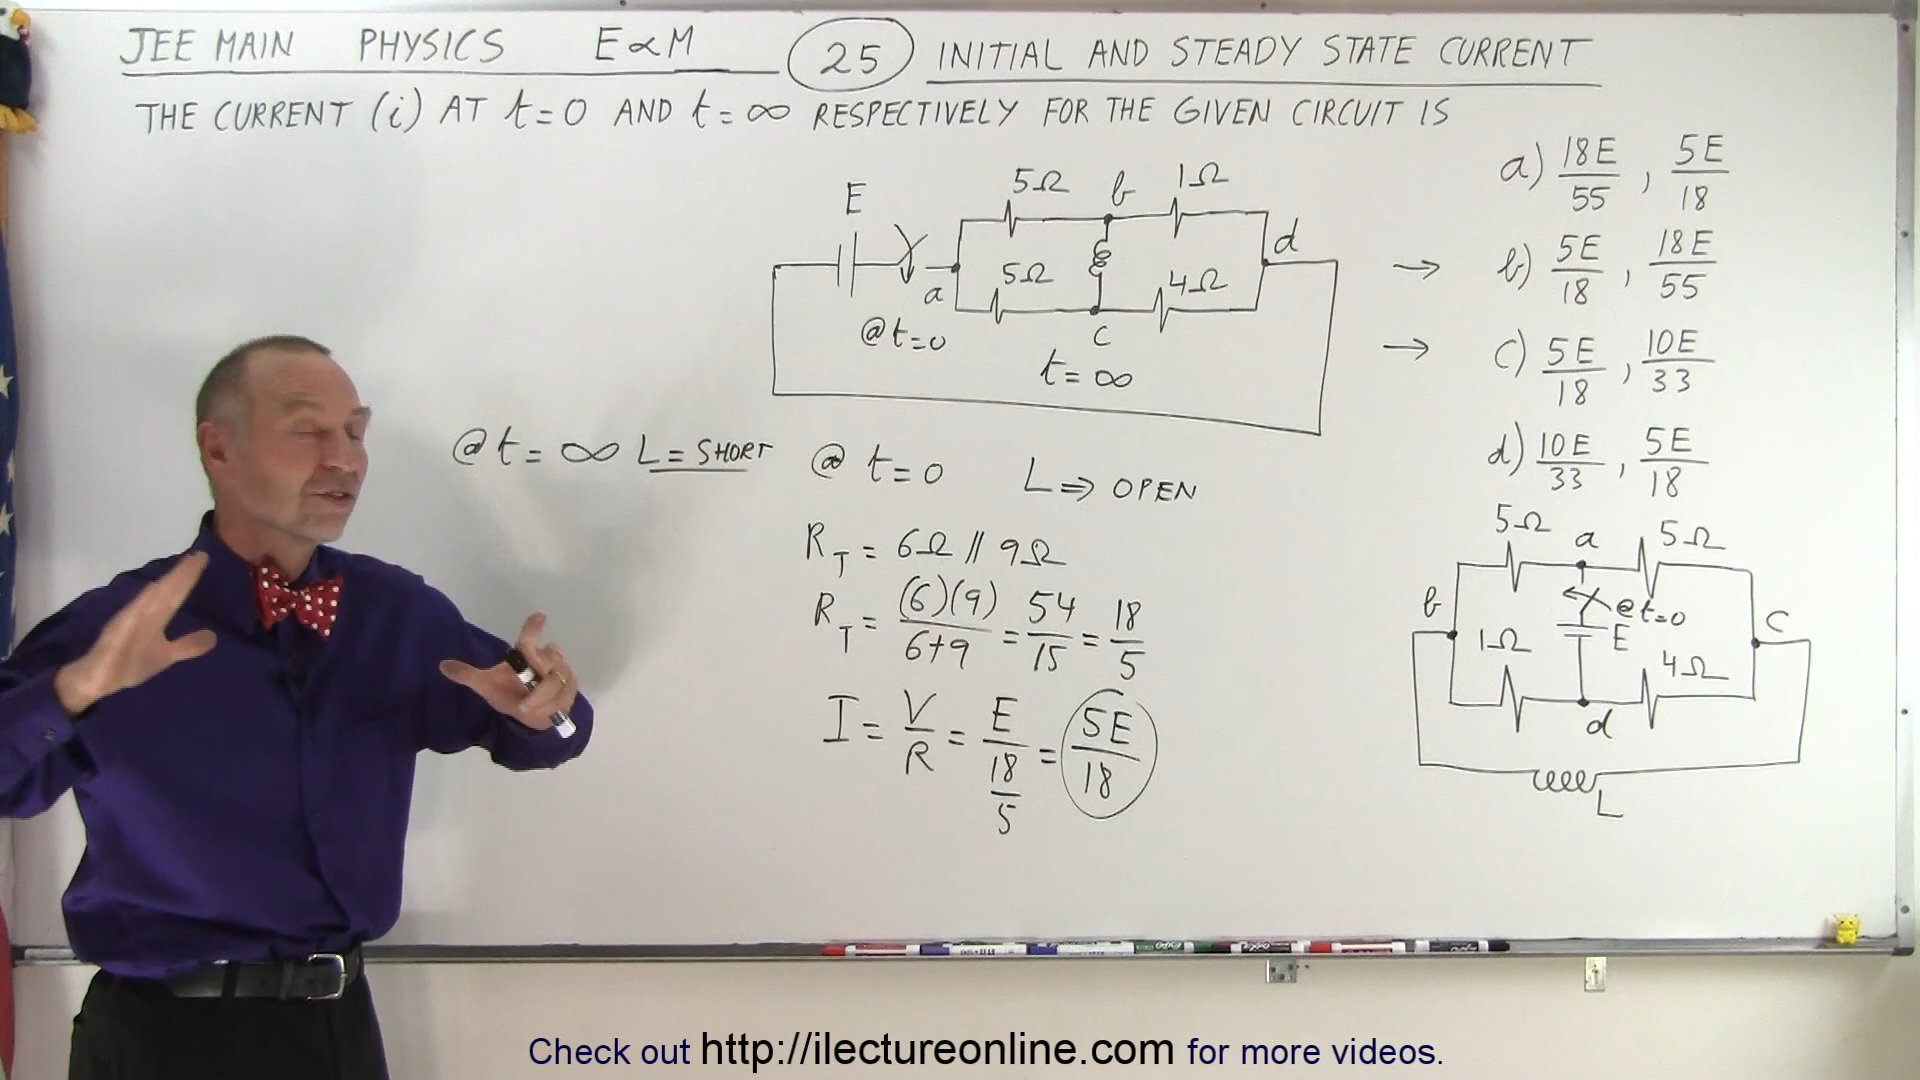 JEE MAIN PHYSICS E∝M 25 INITIAL AND STEADY STATE CURRENT
THE CURRENT (i) AT t=0 AND t=∞ RESPECTIVELY FOR THE GIVEN CIRCUIT IS
a) 18E/55 , 5E/18
→ b) 5E/18 , 18E/55
→ c) 5E/18 , 10E/33
d) 10E/33 , 5E/18
E 5Ω b 1Ω
a 5Ω 4Ω d
@t=0 c
t=∞
@t=∞ L=SHORT
@ t=0 L⇒OPEN
R_T = 6Ω // 9Ω
R_T = (6)(9)/6+9 = 54/15 = 18/5
I = V/R = E/18/5 = 5E/18
5Ω a 5Ω
b @t=0 c
1Ω E 4Ω
d
L
Check out http://ilectureonline.com for more videos.